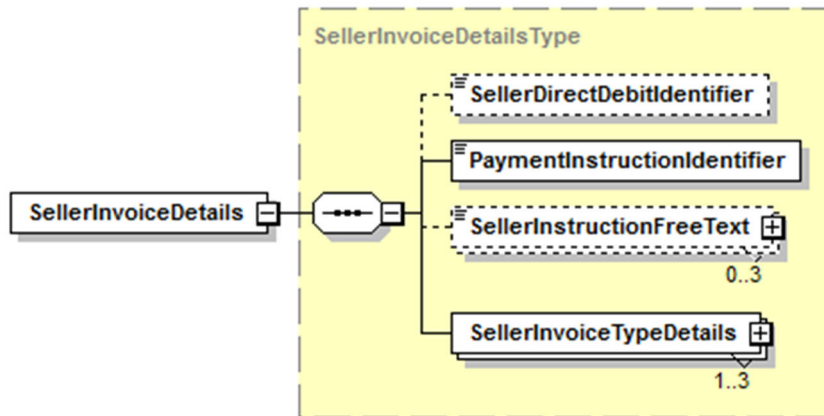 SellerInvoiceDetailsType
SellerDirectDebitIdentifier
PaymentInstructionIdentifier
SellerInvoiceDetails
SellerInstructionFreeText
0..3
SellerInvoiceTypeDetails
1..3